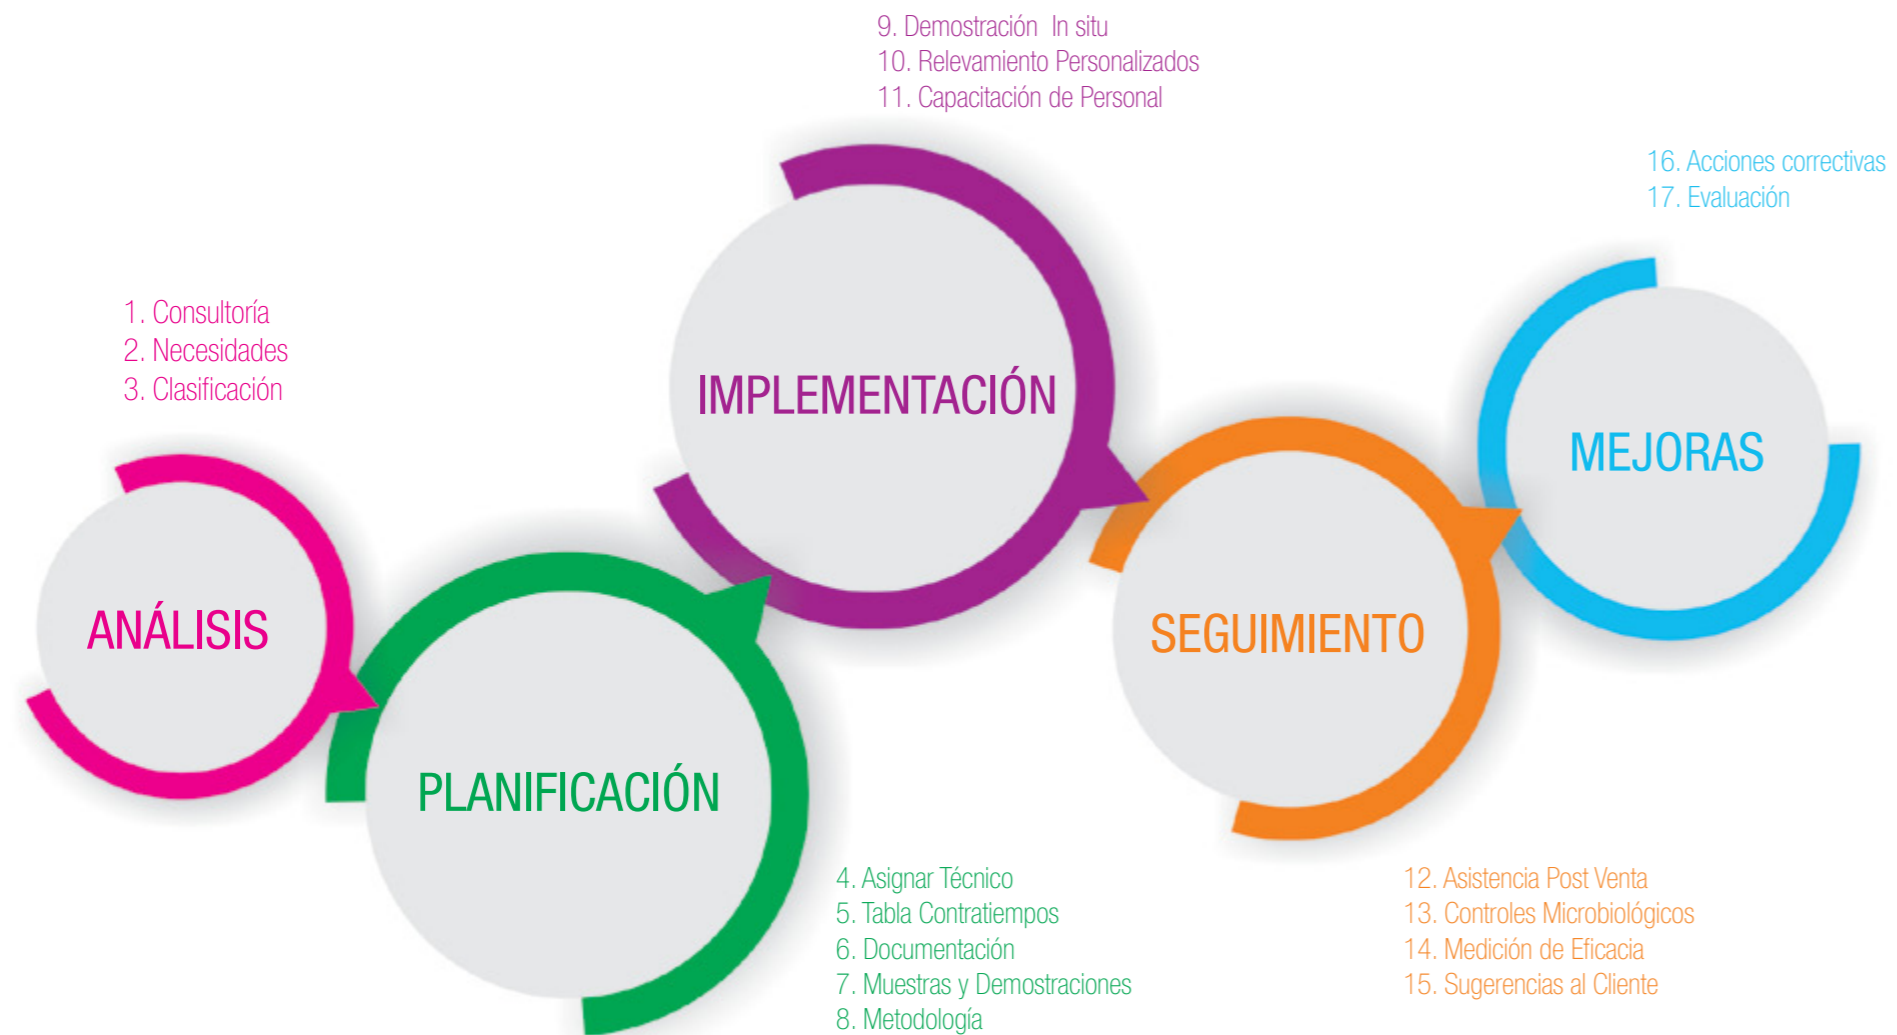 1. Consultoría
2. Necesidades
3. Clasificación
ANÁLISIS
PLANIFICACIÓN
4. Asignar Técnico
5. Tabla Contratiempos
6. Documentación
7. Muestras y Demostraciones
8. Metodología
9. Demostración In situ
10. Relevamiento Personalizados
11. Capacitación de Personal
IMPLEMENTACIÓN
SEGUIMIENTO
12. Asistencia Post Venta
13. Controles Microbiológicos
14. Medición de Eficacia
15. Sugerencias al Cliente
16. Acciones correctivas
17. Evaluación
MEJORAS